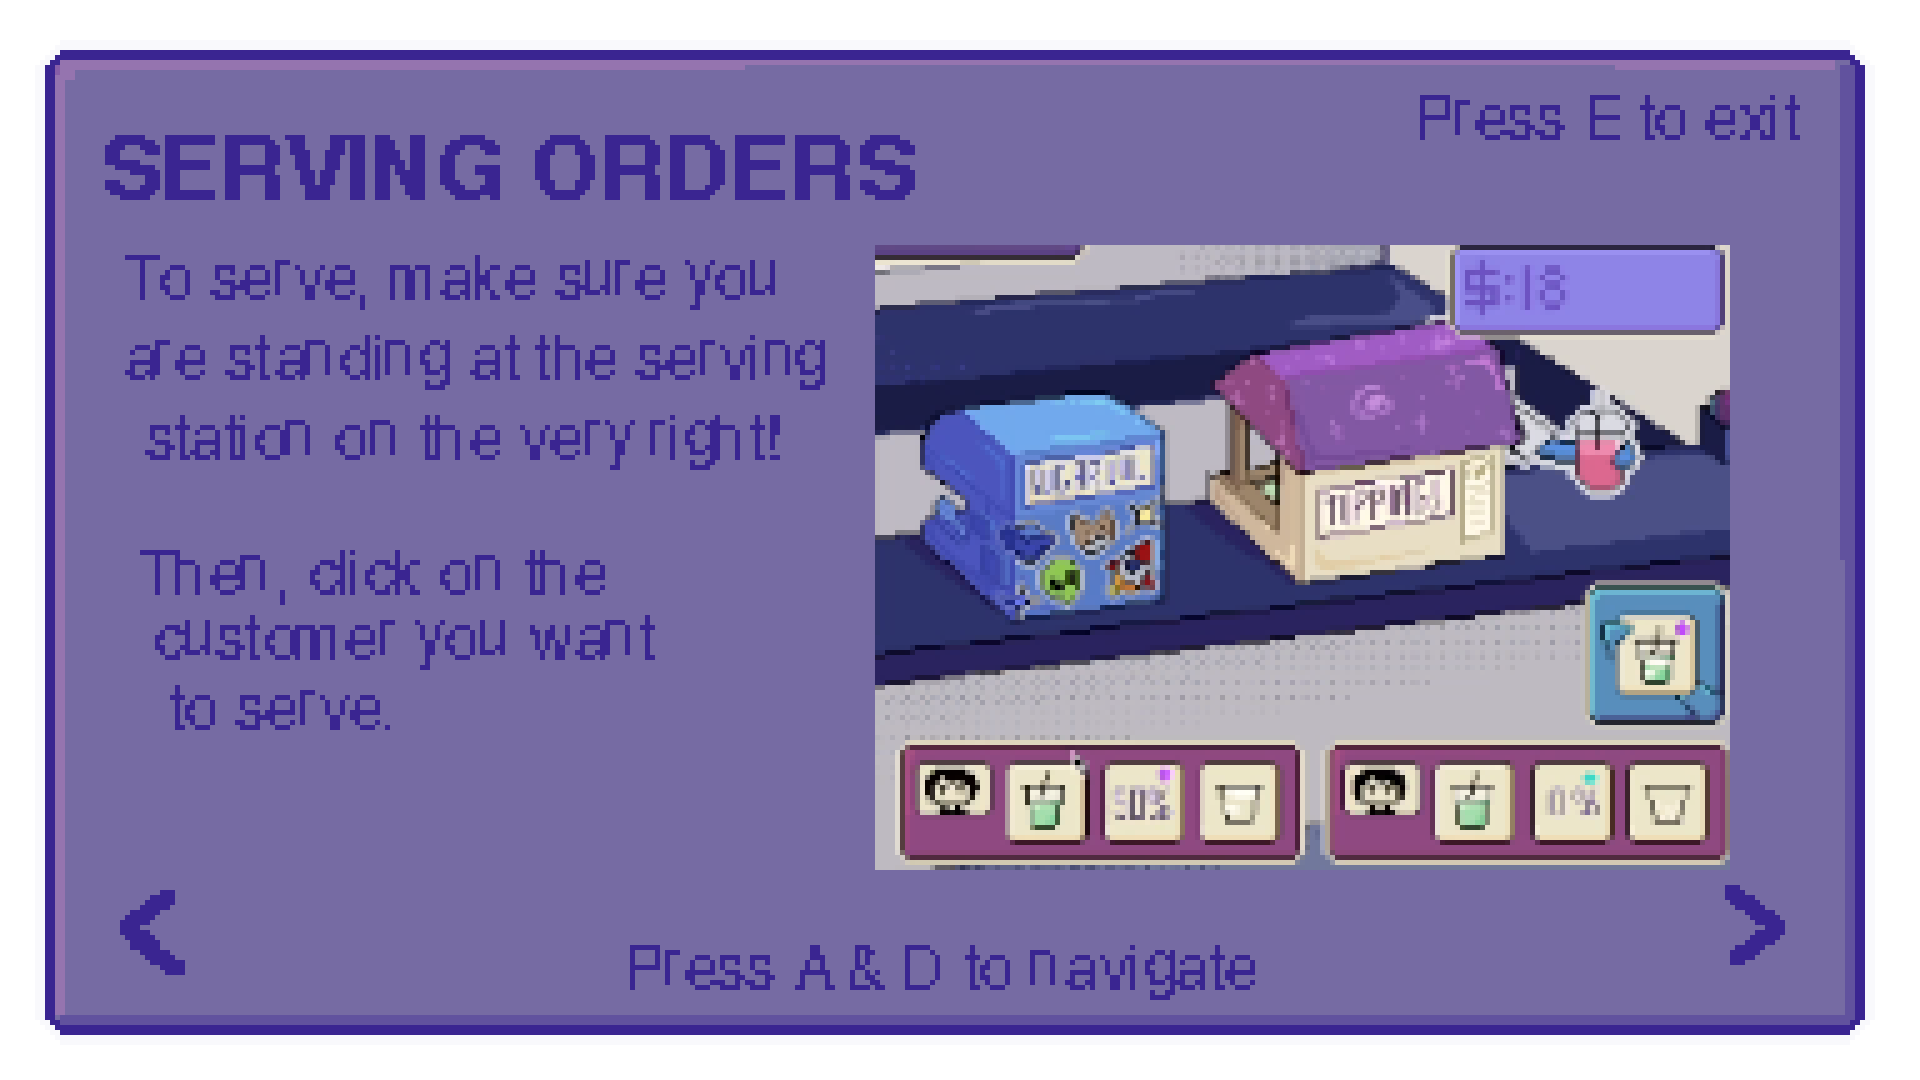 Press E to exit
SERVING ORDERS
To serve, make sure you
are standing at the serving
station on the very right!
Then, click on the
customer you want
to serve.
$:18
TOPPINGS
50%
0%
Press A & D to navigate